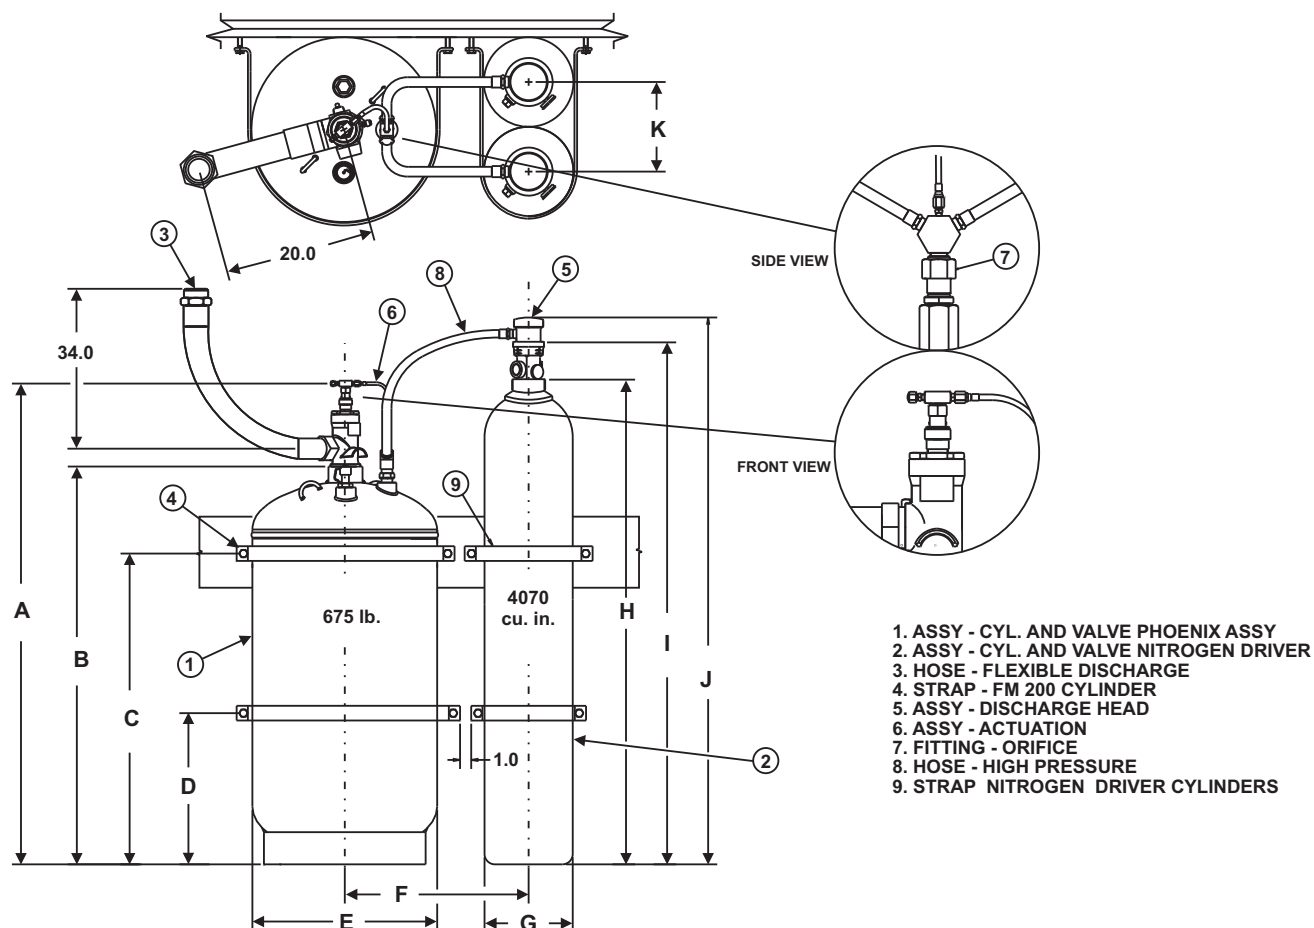 K
20.0
3
8
5
6
SIDE VIEW
7
34.0
FRONT VIEW
9
4
A
675 lb.
4070
cu. in.
H
I
J
B
1
C
D
1.0
2
F
E
G
1. ASSY - CYL. AND VALVE PHOENIX ASSY
2. ASSY - CYL. AND VALVE NITROGEN DRIVER
3. HOSE - FLEXIBLE DISCHARGE
4. STRAP - FM 200 CYLINDER
5. ASSY - DISCHARGE HEAD
6. ASSY - ACTUATION
7. FITTING - ORIFICE
8. HOSE - HIGH PRESSURE
9. STRAP NITROGEN DRIVER CYLINDERS